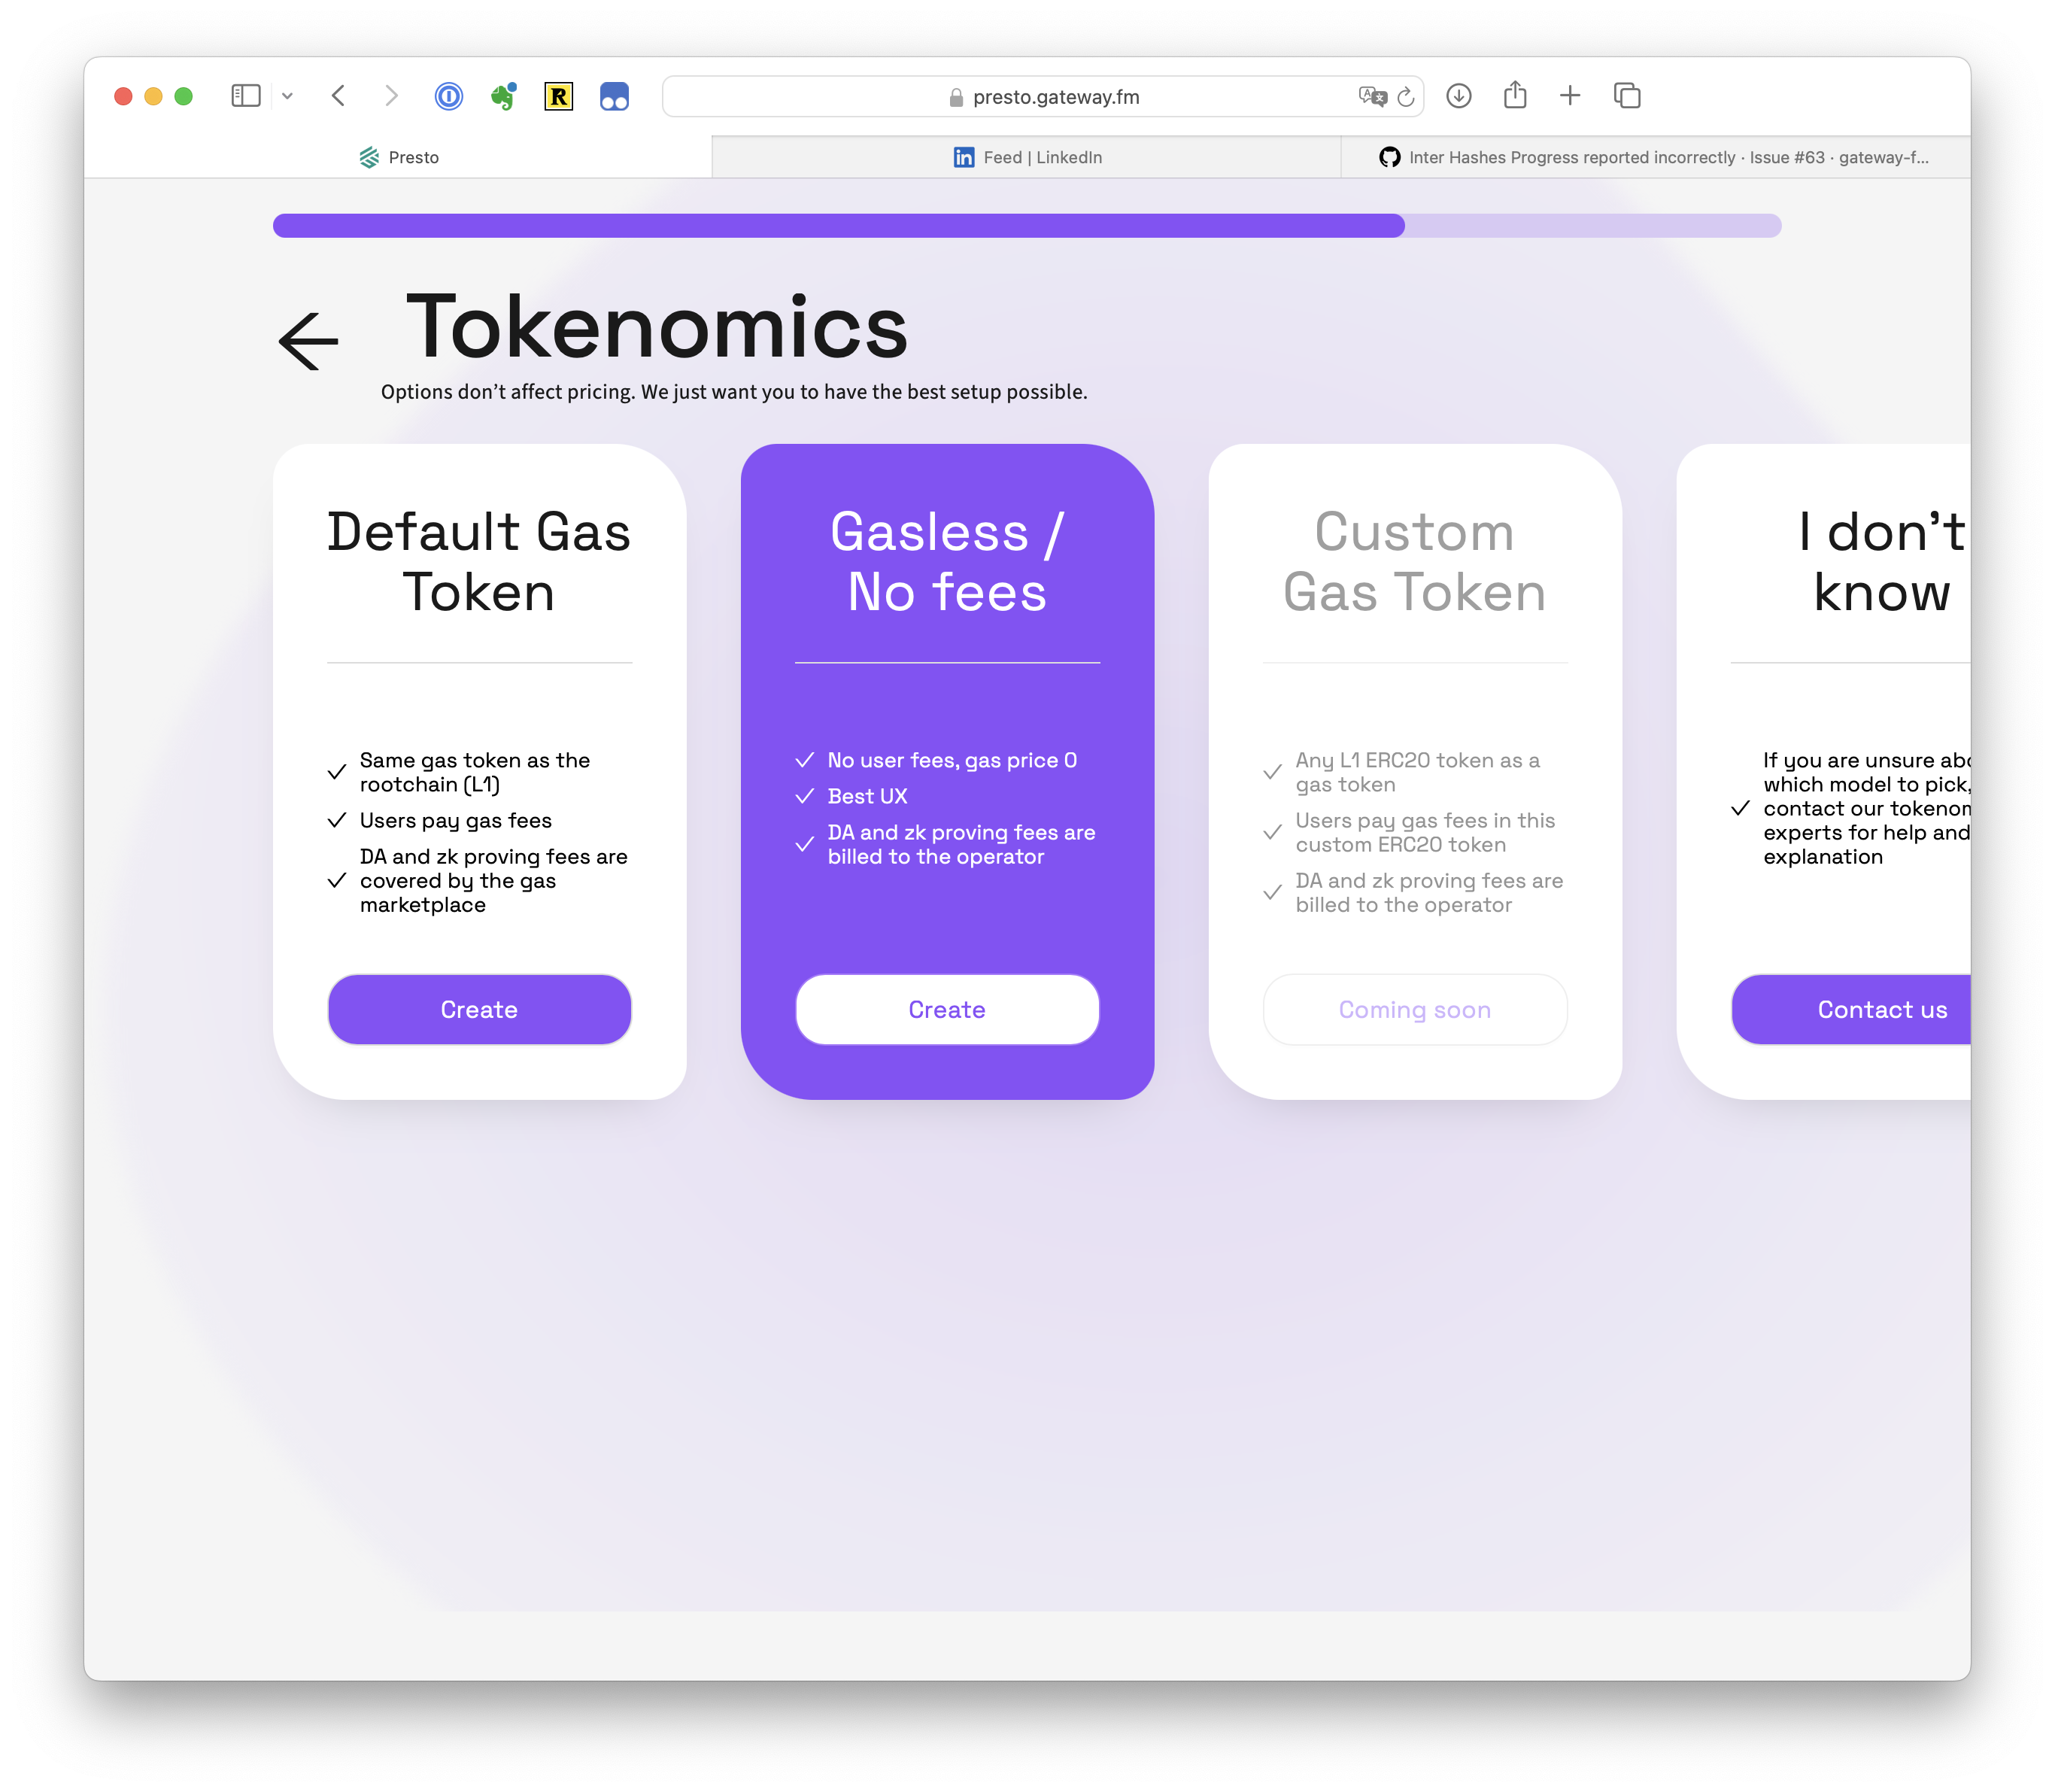 presto.gateway.fm
Presto
Feed | LinkedIn
Inter Hashes Progress reported incorrectly · Issue #63 · gateway-f...
Tokenomics
Options don’t affect pricing. We just want you to have the best setup possible.
Default Gas
Token
Same gas token as the
rootchain (L1)
Users pay gas fees
DA and zk proving fees are
covered by the gas
marketplace
Create
Gasless /
No fees
No user fees, gas price 0
Best UX
DA and zk proving fees are
billed to the operator
Create
Custom
Gas Token
Any L1 ERC20 token as a
gas token
Users pay gas fees in this
custom ERC20 token
DA and zk proving fees are
billed to the operator
Coming soon
I don’t
know
If you are unsure
which model to pick,
contact our
experts for help and
explanation
Contact us